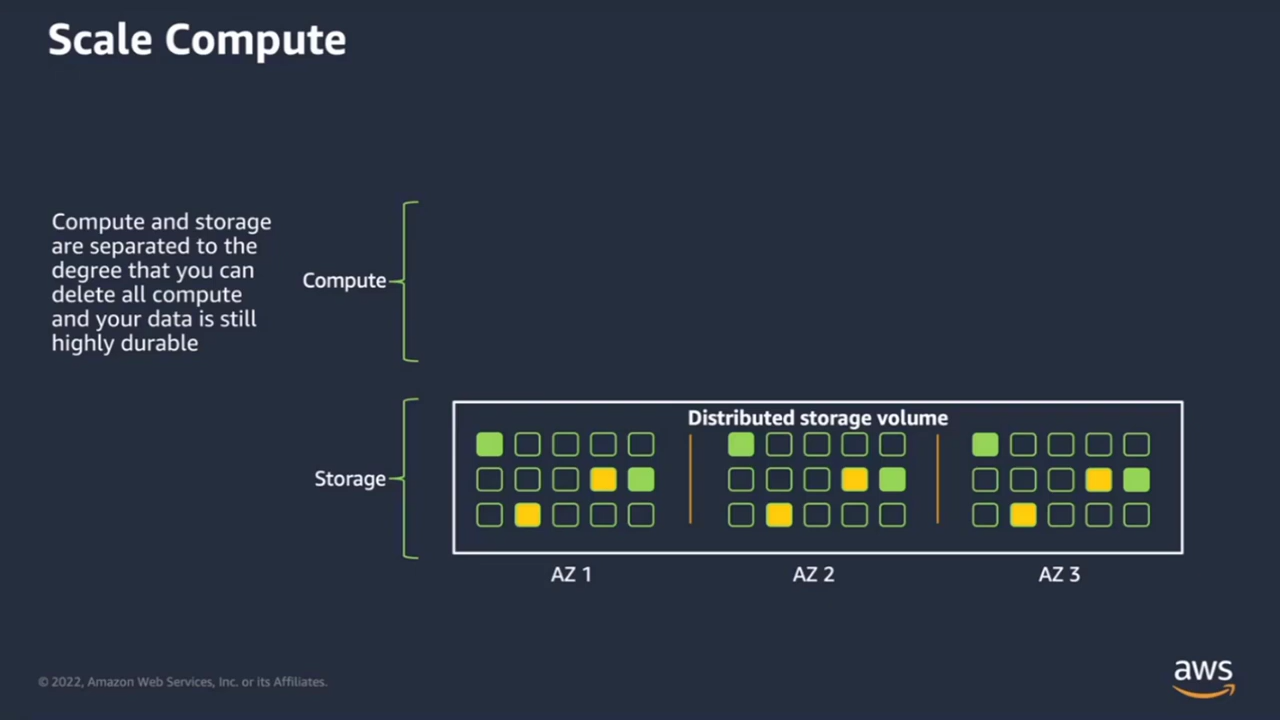 Scale Compute
Compute and storage
are separated to the
degree that you can
delete all compute
and your data is still
highly durable
Compute
Storage
Distributed storage volume
AZ 1
AZ 2
AZ 3
© 2022, Amazon Web Services, Inc. or its Affiliates.
aws